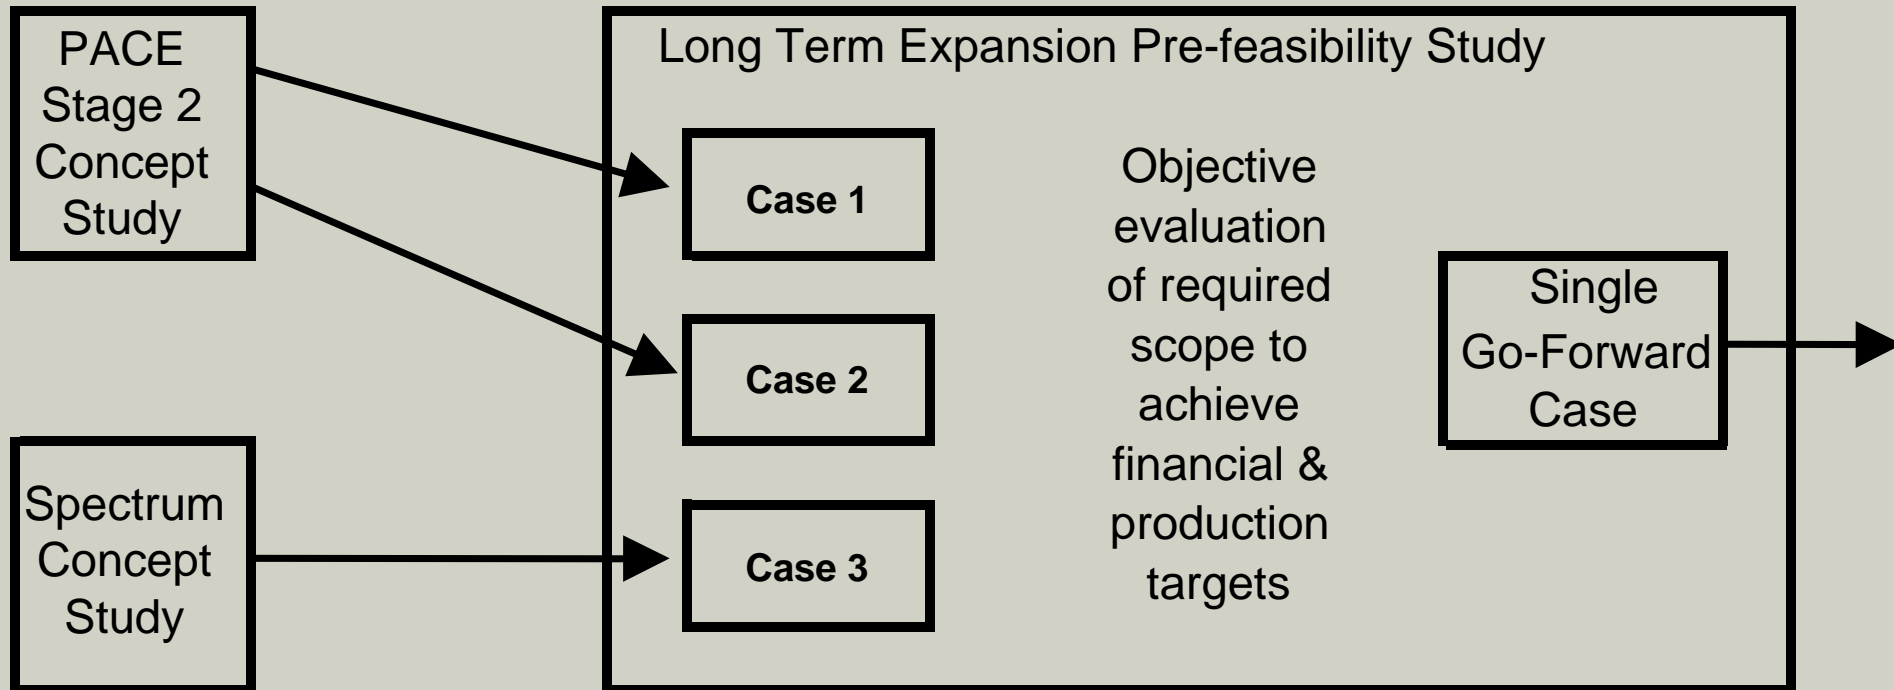 PACE
Stage 2
Concept
Study
Spectrum
Concept
Study
Long Term Expansion Pre-feasibility Study
Case 1
Case 2
Case 3
Objective
evaluation
of required
scope to
achieve
financial &
production
targets
Single
Go-Forward
Case